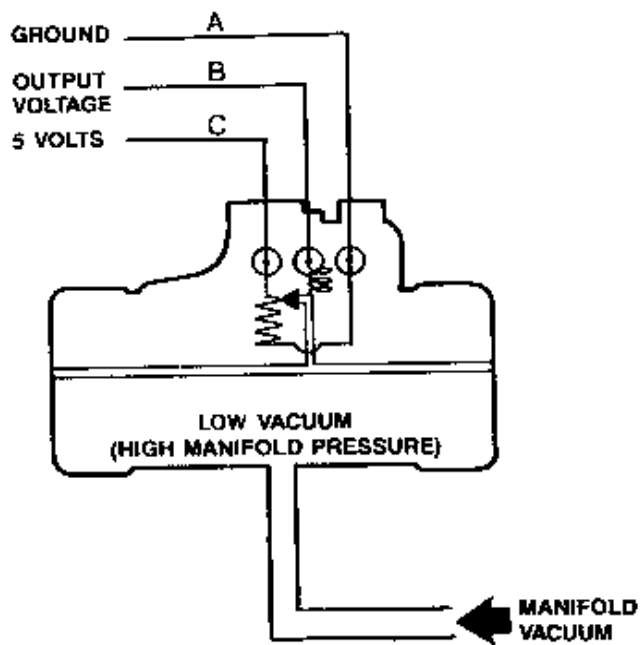 GROUND
A
OUTPUT
VOLTAGE
B
5 VOLTS
C
LOW VACUUM
(HIGH MANIFOLD PRESSURE)
MANIFOLD
VACUUM